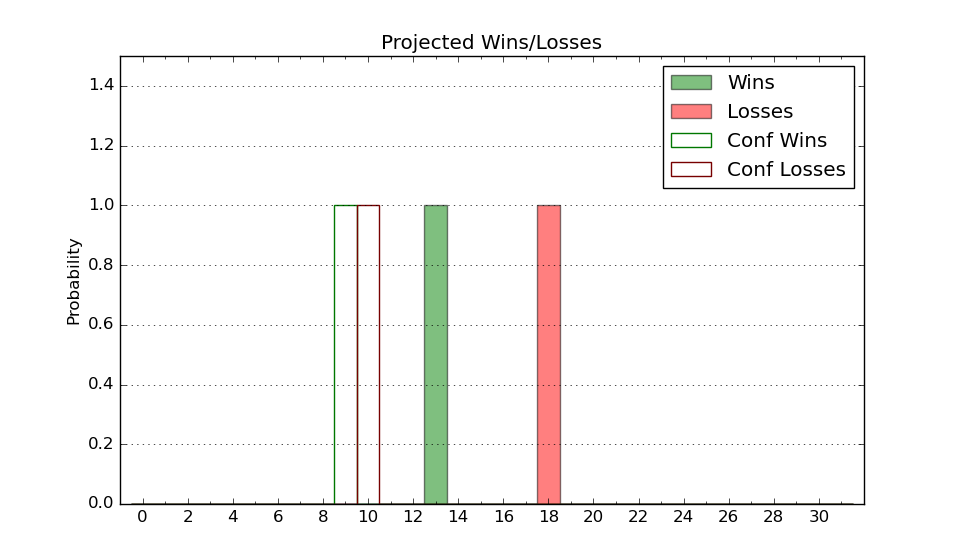 Projected Wins/Losses
Wins
Losses
Conf Wins
Conf Losses
Probability
1.4
1.2
1.0
0.8
0.6
0.4
0.2
0.0
0 2 4 6 8 10 12 14 16 18 20 22 24 26 28 30